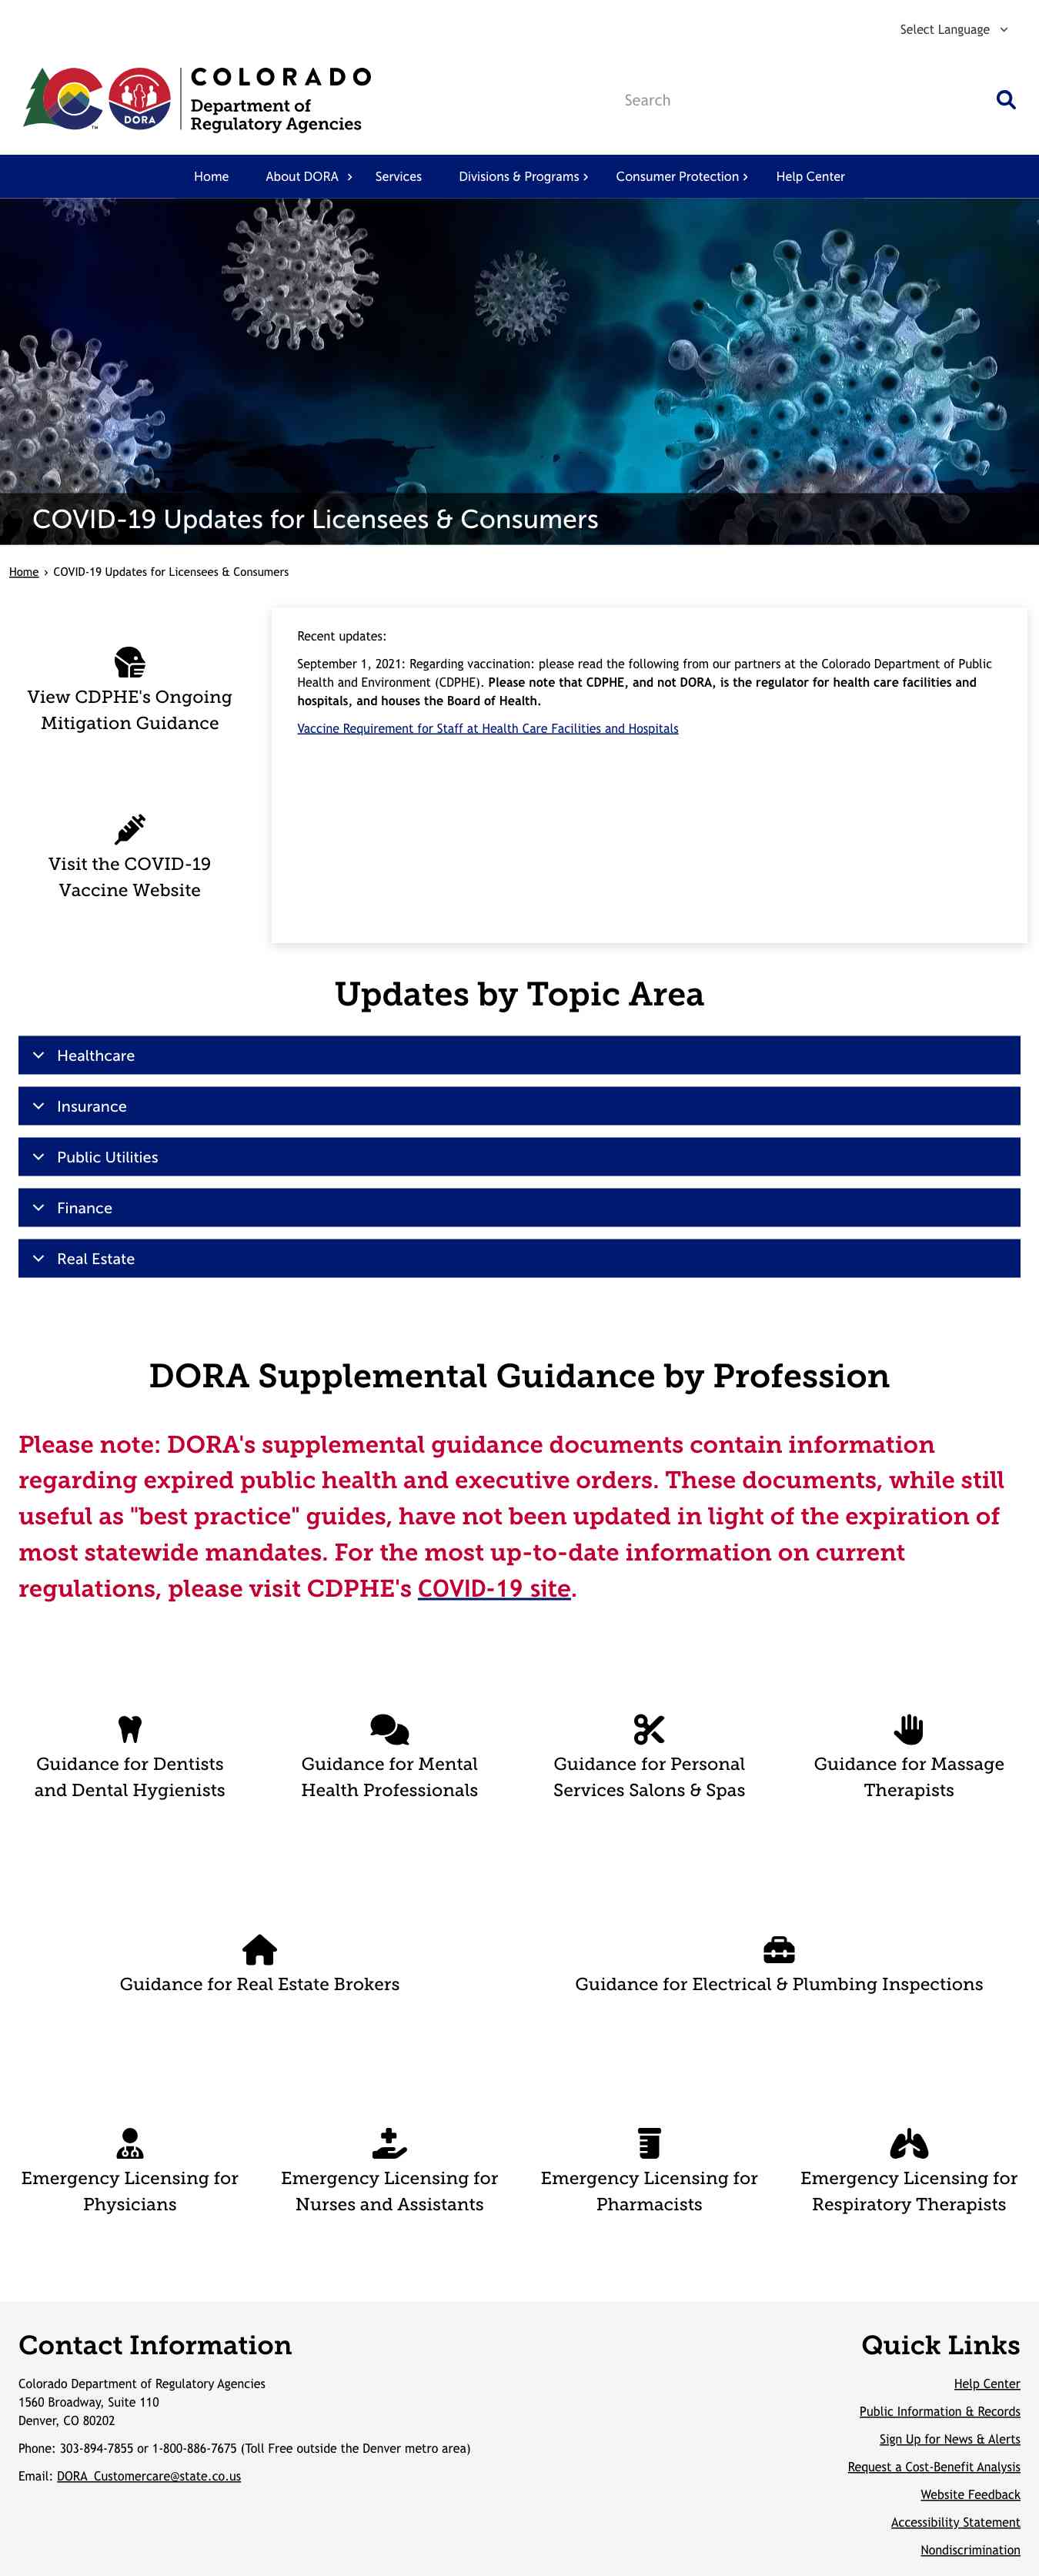 Select Language
COLORADO
Department of
Regulatory Agencies
DORA
TM
Search
Home
About DORA
Services
Divisions & Programs
Consumer Protection
Help Center
COVID-19 Updates for Licensees & Consumers
Home › COVID-19 Updates for Licensees & Consumers
View CDPHE's Ongoing
Mitigation Guidance
Visit the COVID-19
Vaccine Website
Recent updates:
September 1, 2021: Regarding vaccination: please read the following from our partners at the Colorado Department of Public
Health and Environment (CDPHE). Please note that CDPHE, and not DORA, is the regulator for health care facilities and
hospitals, and houses the Board of Health.
Vaccine Requirement for Staff at Health Care Facilities and Hospitals
Updates by Topic Area
Healthcare
Insurance
Public Utilities
Finance
Real Estate
DORA Supplemental Guidance by Profession
Please note: DORA's supplemental guidance documents contain information
regarding expired public health and executive orders. These documents, while still
useful as "best practice" guides, have not been updated in light of the expiration of
most statewide mandates. For the most up-to-date information on current
regulations, please visit CDPHE's COVID-19 site.
Guidance for Dentists
and Dental Hygienists
Guidance for Mental
Health Professionals
Guidance for Personal
Services Salons & Spas
Guidance for Massage
Therapists
Guidance for Real Estate Brokers
Guidance for Electrical & Plumbing Inspections
Emergency Licensing for
Physicians
Emergency Licensing for
Nurses and Assistants
Emergency Licensing for
Pharmacists
Emergency Licensing for
Respiratory Therapists
Contact Information
Colorado Department of Regulatory Agencies
1560 Broadway, Suite 110
Denver, CO 80202
Phone: 303-894-7855 or 1-800-886-7675 (Toll Free outside the Denver metro area)
Email: DORA_Customercare@state.co.us
Quick Links
Help Center
Public Information & Records
Sign Up for News & Alerts
Request a Cost-Benefit Analysis
Website Feedback
Accessibility Statement
Nondiscrimination